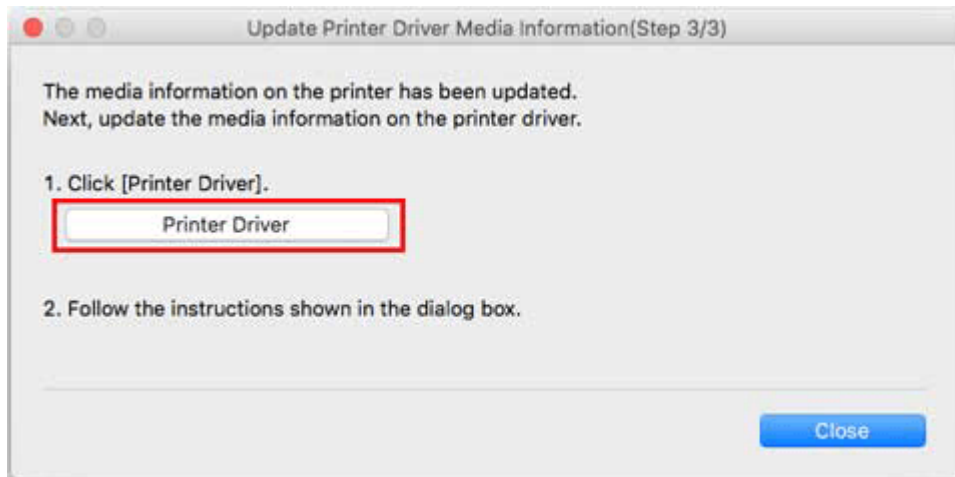 Update Printer Driver Media Information(Step 3/3)
The media information on the printer has been updated.
Next, update the media information on the printer driver.
1. Click [Printer Driver].
Printer Driver
2. Follow the instructions shown in the dialog box.
Close